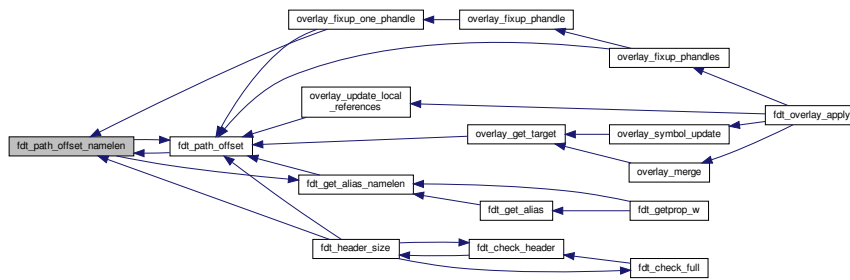 overlay_fixup_one_phandle
overlay_fixup_phandle
overlay_fixup_phandles
overlay_update_local
_references
fdt_overlay_apply
overlay_get_target
overlay_symbol_update
fdt_path_offset_namelen
fdt_path_offset
overlay_merge
fdt_get_alias_namelen
fdt_get_alias
fdt_getprop_w
fdt_header_size
fdt_check_header
fdt_check_full